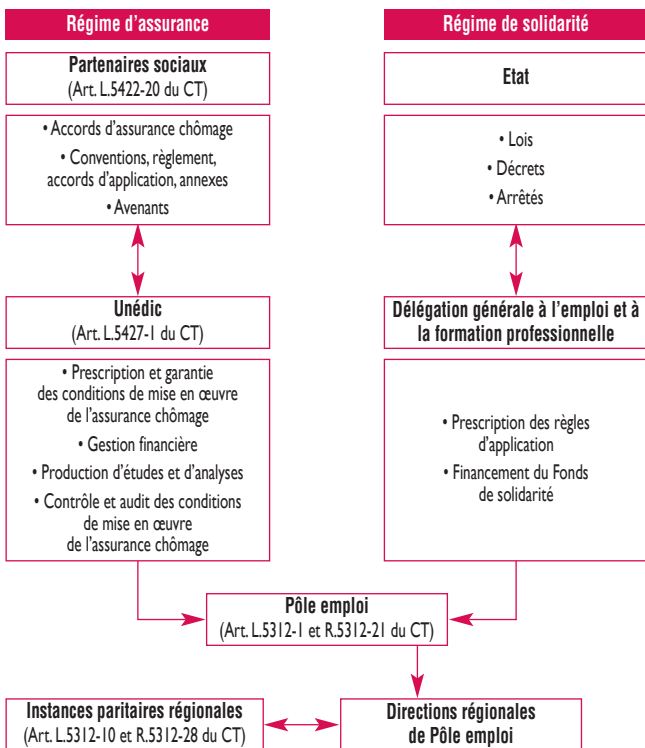 Régime d'assurance
Partenaires sociaux
(Art. L.5422-20 du CT)
• Accords d'assurance chômage
• Conventions, règlement,
accords d'application, annexes
• Avenants
Unédic
(Art. L.5427-1 du CT)
• Prescription et garantie
des conditions de mise en œuvre
de l'assurance chômage
• Gestion financière
• Production d'études et d'analyses
• Contrôle et audit des conditions
de mise en œuvre
de l'assurance chômage
Régime de solidarité
Etat
• Lois
• Décrets
• Arrêtés
Délégation générale à l'emploi et à
la formation professionnelle
• Prescription des règles
d'application
• Financement du Fonds
de solidarité
Pôle emploi
(Art. L.5312-1 et R.5312-21 du CT)
Instances paritaires régionales
(Art. L.5312-10 et R.5312-28 du CT)
Directions régionales
de Pôle emploi